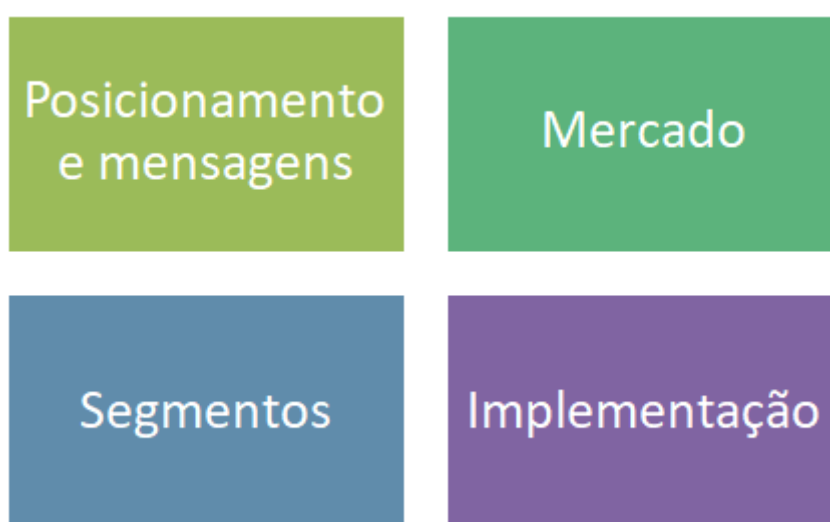 Posicionamento
e mensagens
Mercado
Segmentos
Implementação